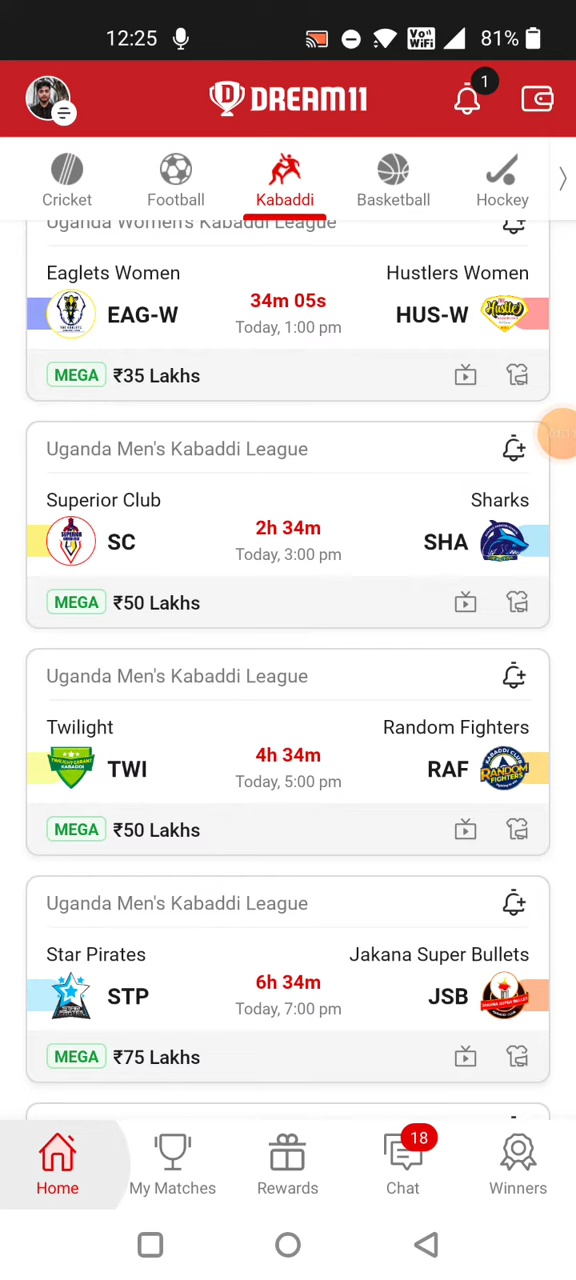 12:25
Vo))
WiFi
81%
DREAM11
1
Cricket
Football
Kabaddi
Basketball
Hockey
Uganda Women's Kabaddi League
Eaglets Women
Hustlers Women
34m 05s
EAG-W
HUS-W
Today, 1:00 pm
MEGA ₹35 Lakhs
Uganda Men's Kabaddi League
Superior Club
Sharks
2h 34m
SC
SHA
Today, 3:00 pm
MEGA ₹50 Lakhs
Uganda Men's Kabaddi League
Twilight
Random Fighters
4h 34m
TWI
RAF
Today, 5:00 pm
MEGA ₹50 Lakhs
Uganda Men's Kabaddi League
Star Pirates
Jakana Super Bullets
6h 34m
STP
JSB
Today, 7:00 pm
MEGA ₹75 Lakhs
18
Home
My Matches
Rewards
Chat
Winners